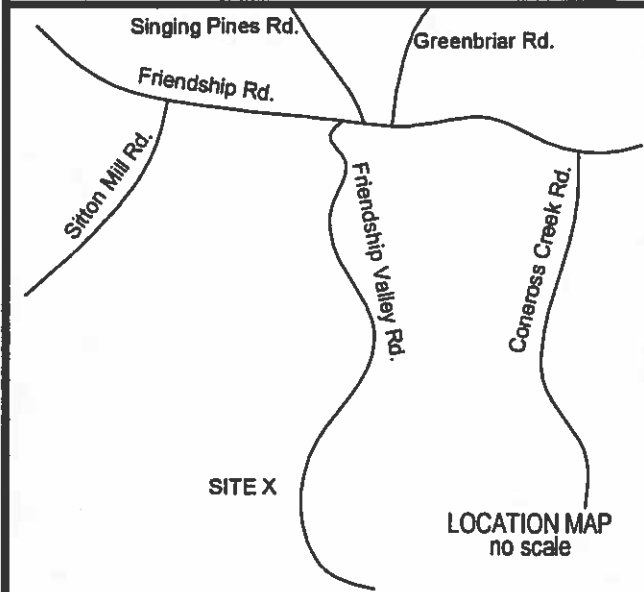 Singing Pines Rd.
Greenbriar Rd.
Friendship Rd.
Sitton Mill Rd.
Friendship Valley Rd.
Coneross Creek Rd.
SITE X
LOCATION MAP
no scale